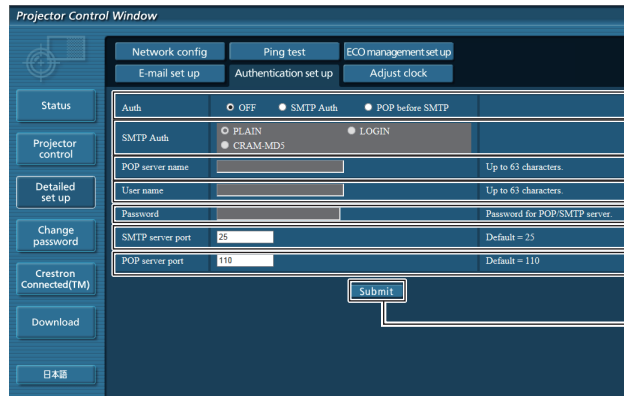 Projector Control Window
Network config Ping test ECO management set up
E-mail set up Authentication set up Adjust clock
Status
Projector control
Detailed set up
Change password
Crestron Connected(TM)
Download
日本語
Auth OFF SMTP Auth POP before SMTP
SMTP Auth PLAIN LOGIN
CRAM-MD5
POP server name Up to 63 characters.
User name Up to 63 characters.
Password Password for POP/SMTP server.
SMTP server port 25 Default = 25
POP server port 110 Default = 110
Submit